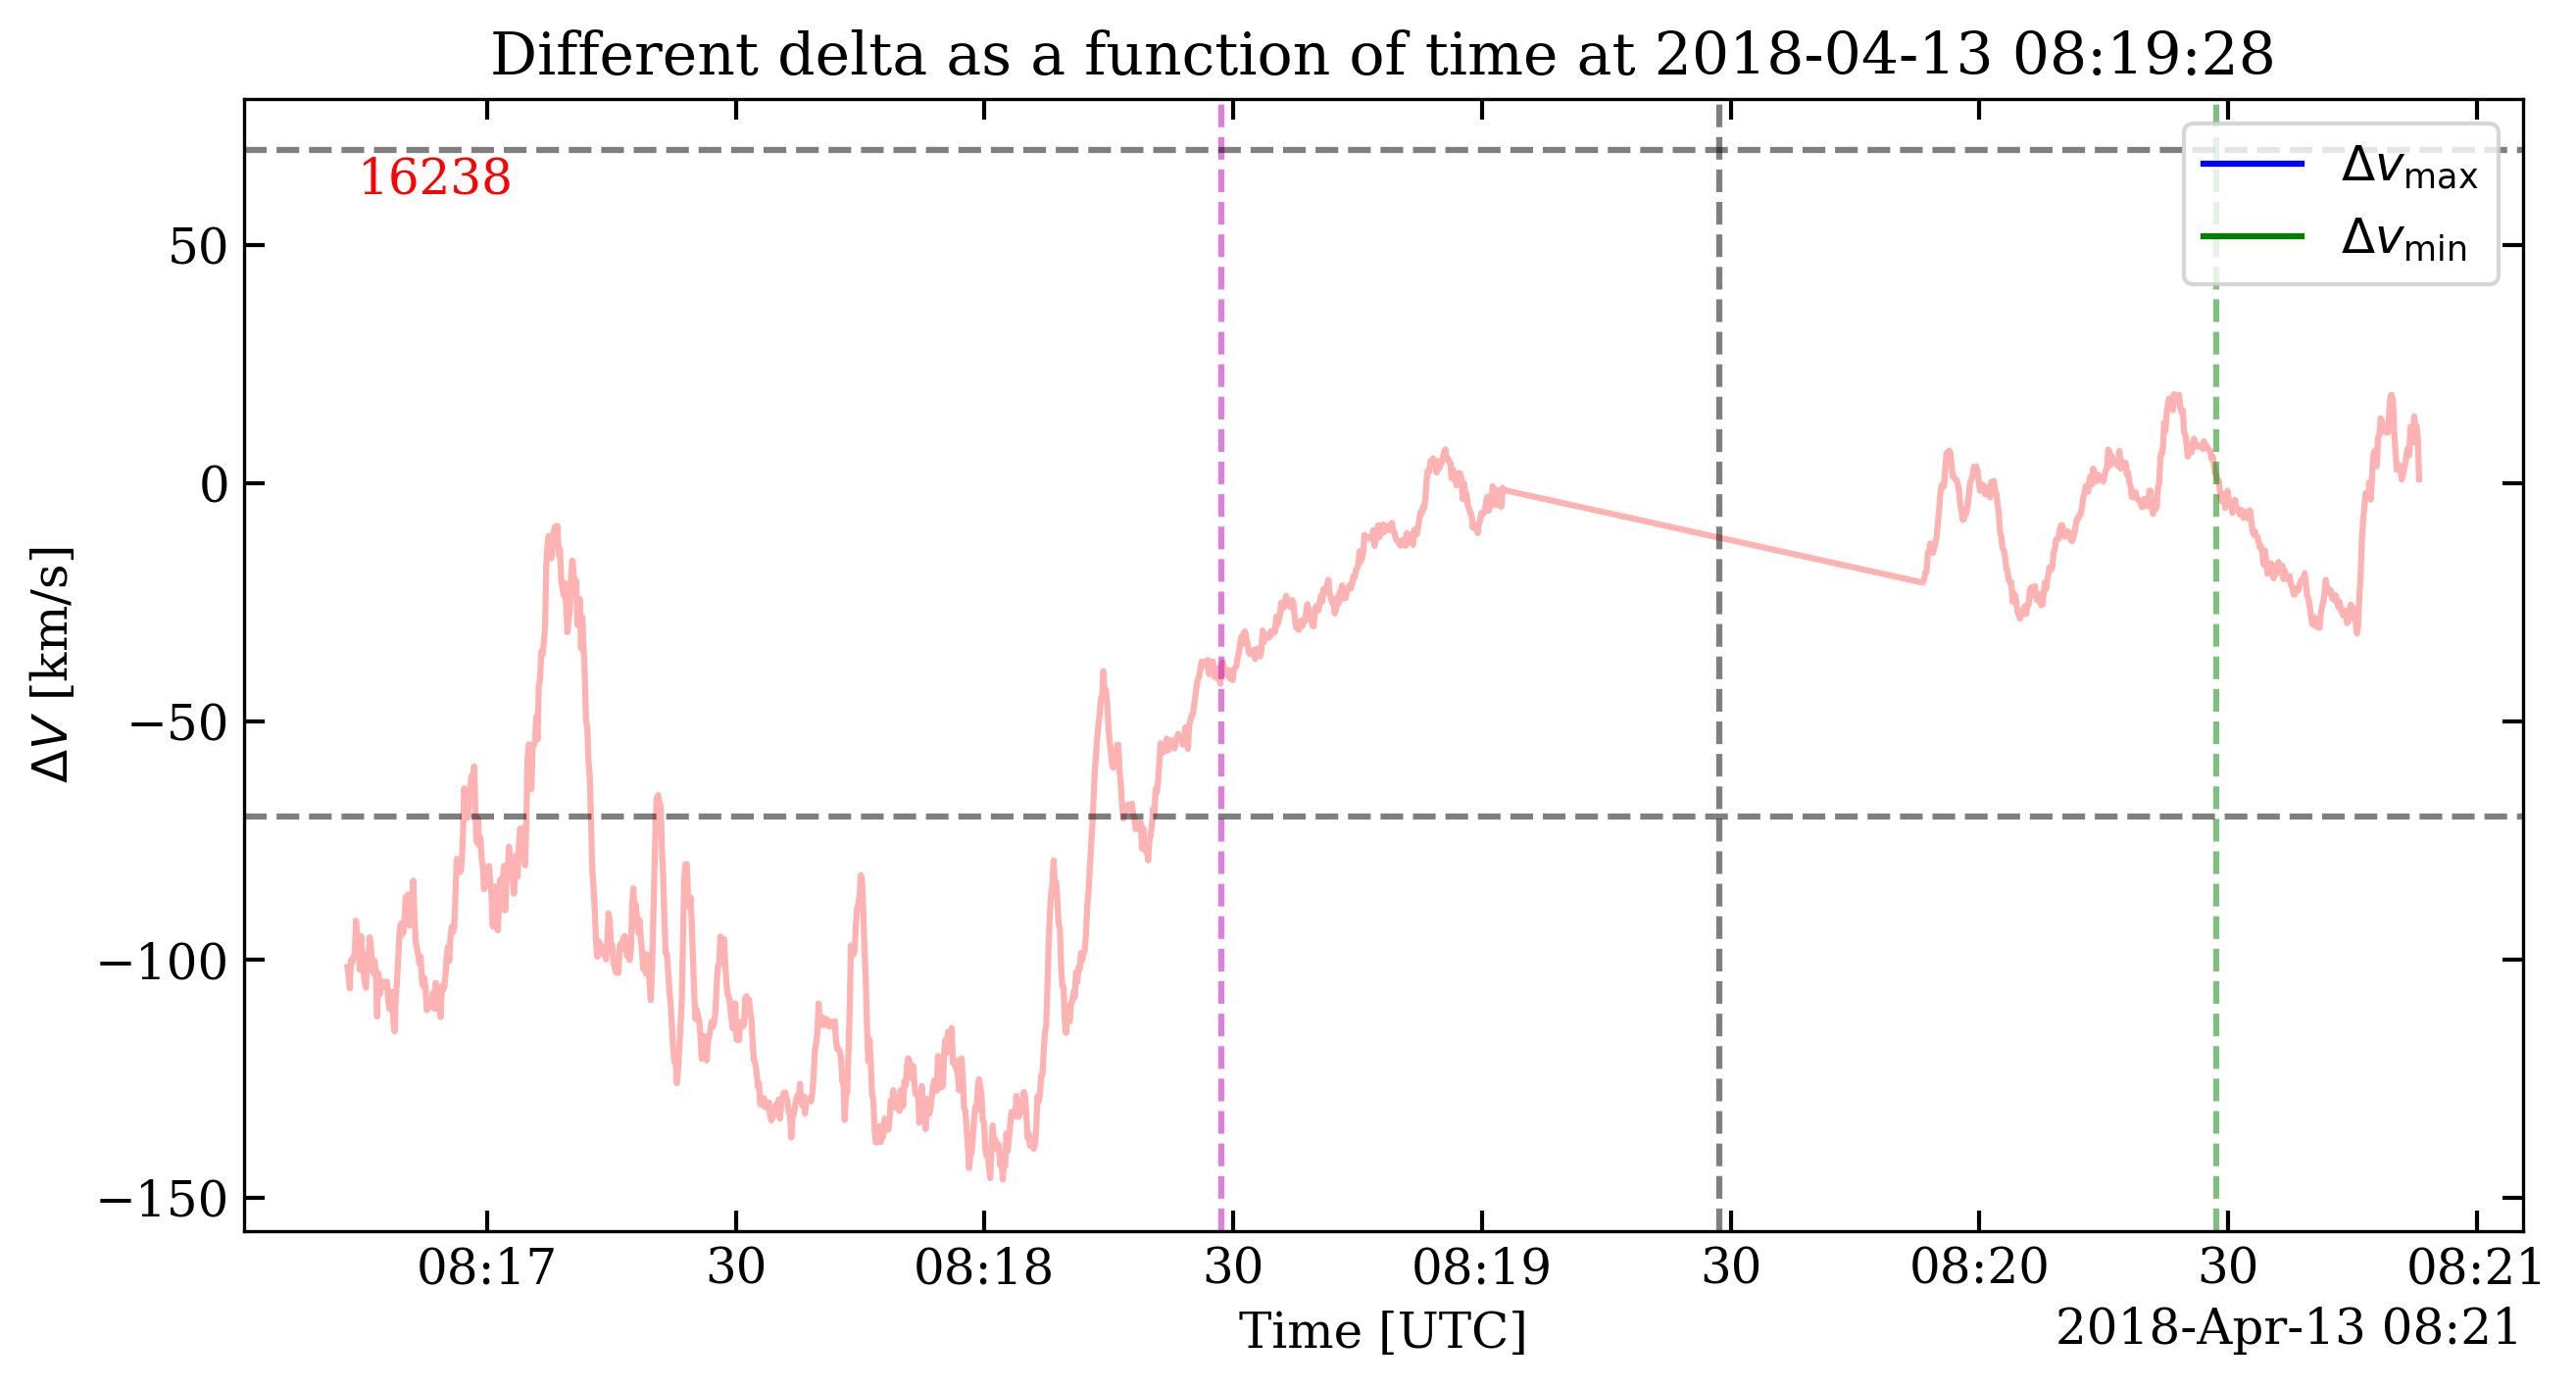 Different delta as a function of time at 2018-04-13 08:19:28
16238
Δv_max
Δv_min
50
0
−50
−100
−150
ΔV [km/s]
08:17 30 08:18 30 08:19 30 08:20 30 08:21
Time [UTC]
2018-Apr-13 08:21